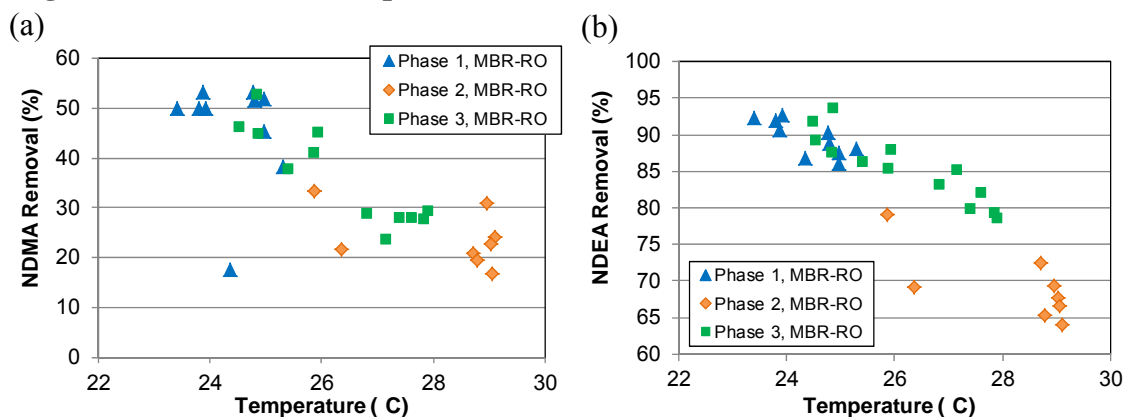 (a)
60
50
40
30
20
10
0
NDMA Removal (%)
22 24 26 28 30
Temperature ( C)
Phase 1, MBR-RO
Phase 2, MBR-RO
Phase 3, MBR-RO
(b)
100
95
90
85
80
75
70
65
60
NDEA Removal (%)
Phase 1, MBR-RO
Phase 2, MBR-RO
Phase 3, MBR-RO
22 24 26 28 30
Temperature ( C)